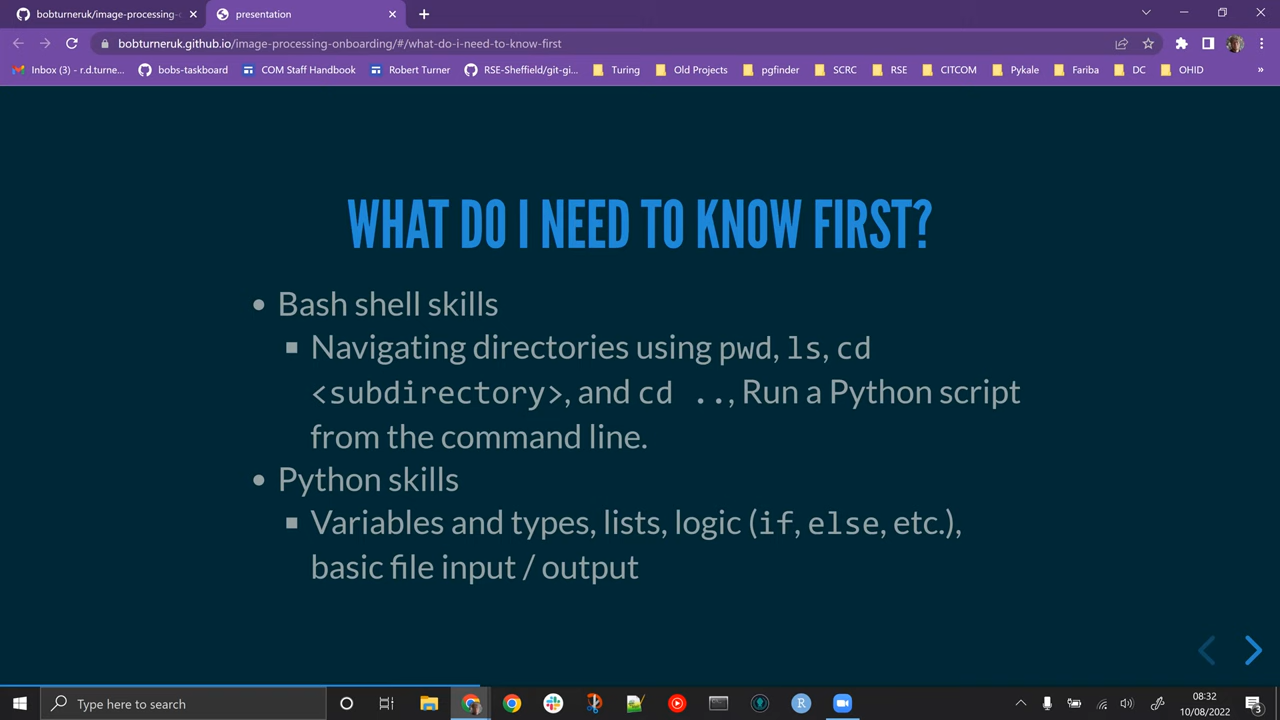 bobturneruk/image-processing-
presentation
bobturneruk.github.io/image-processing-onboarding/#/what-do-i-need-to-know-first
Inbox (3) - r.d.turne...
bobs-taskboard
COM Staff Handbook
Robert Turner
RSE-Sheffield/git-gi...
Turing
Old Projects
pgfinder
SCRC
RSE
CITCOM
Pykale
Fariba
DC
OHID
»
WHAT DO I NEED TO KNOW FIRST?
• Bash shell skills
▪ Navigating directories using pwd, ls, cd
<subdirectory>, and cd .., Run a Python script
from the command line.
• Python skills
▪ Variables and types, lists, logic (if, else, etc.),
basic file input / output
Type here to search
R
08:32
10/08/2022
3